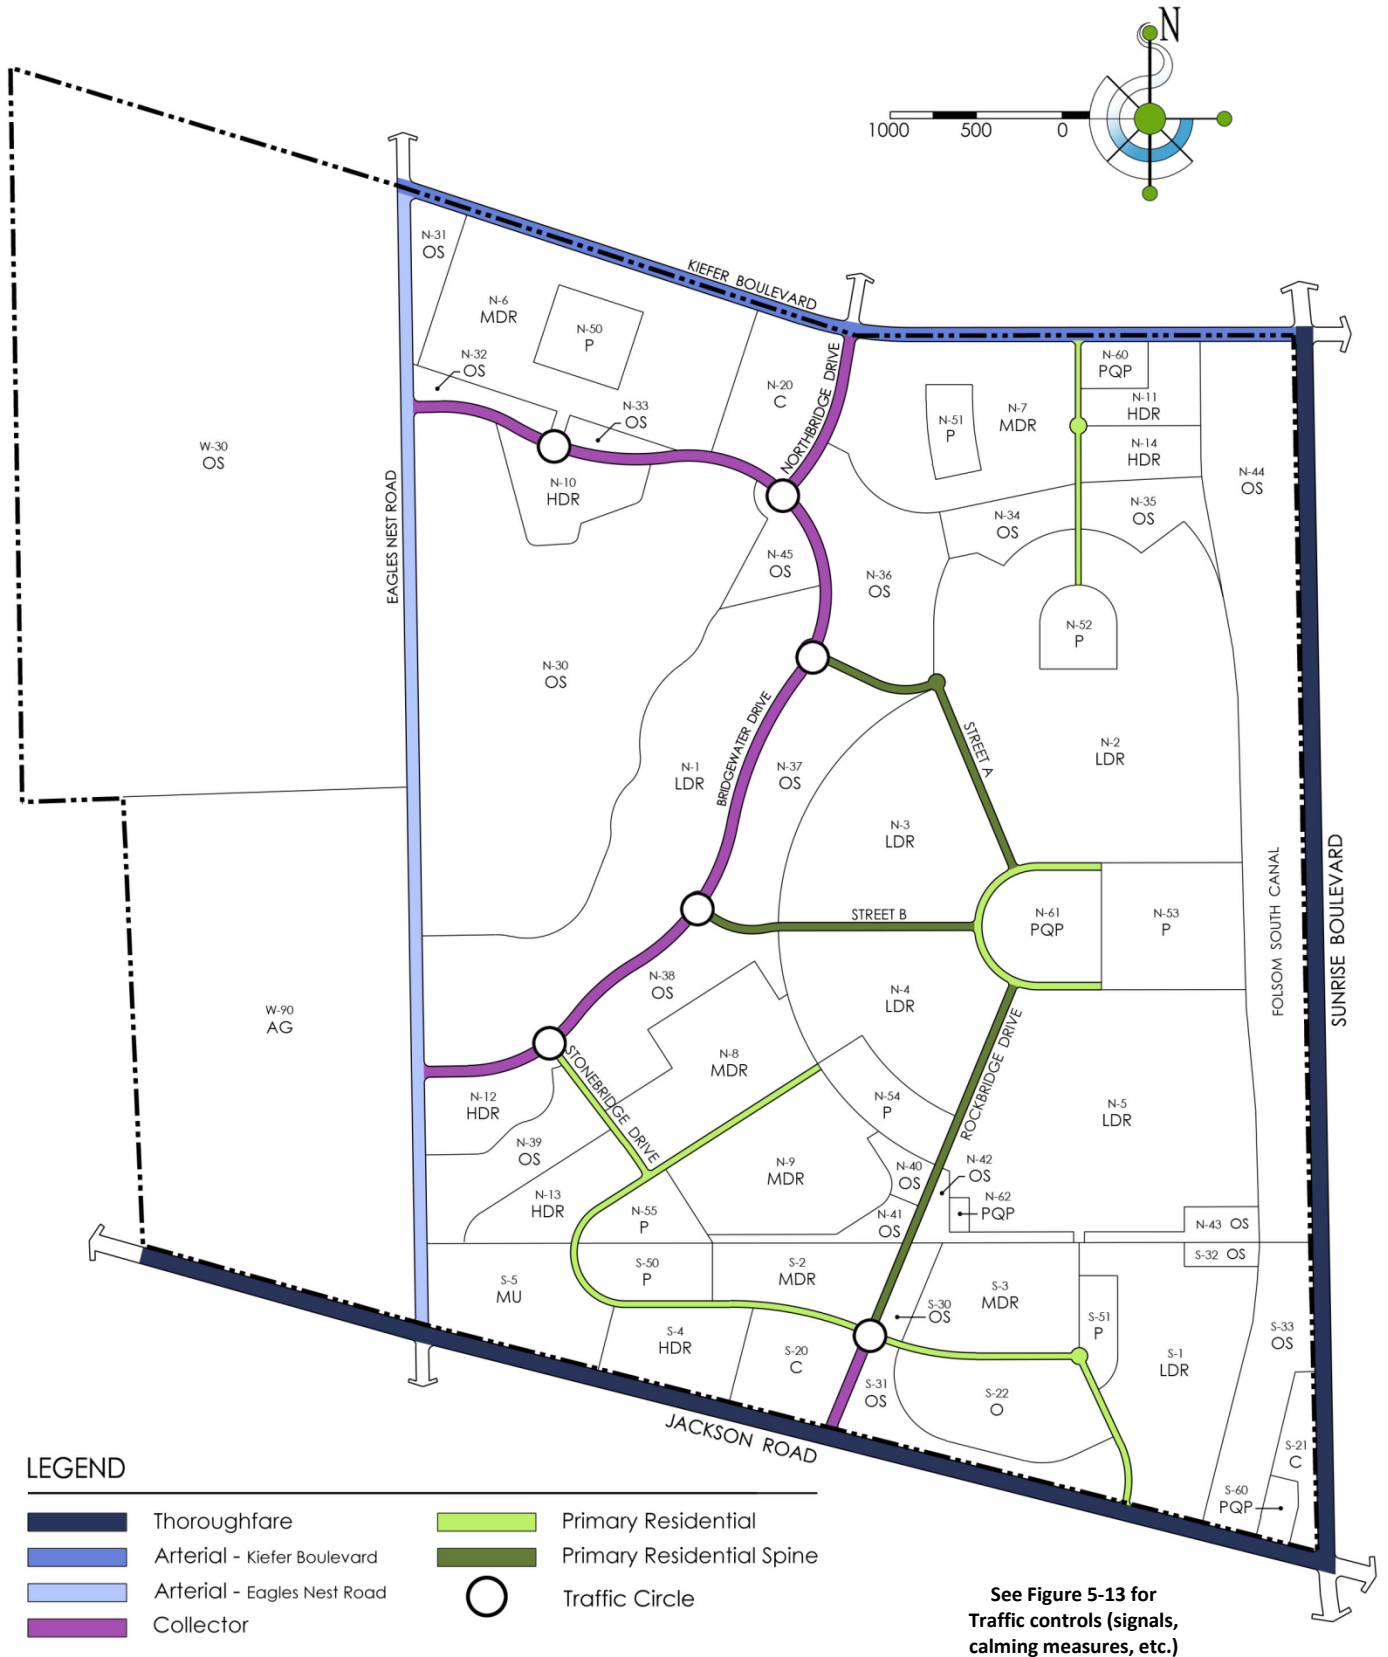 N
1000 500 0
N-31
OS
KIEFER BOULEVARD
N-6
MDR
N-50
P
N-32
OS
N-33
OS
N-20
C
NORTHBRIDGE DRIVE
N-60
PQP
N-11
HDR
N-7
MDR
N-51
P
N-14
HDR
N-44
OS
W-30
OS
N-10
HDR
N-34
OS
N-35
OS
EAGLES NEST ROAD
N-45
OS
N-36
OS
N-52
P
N-30
OS
STREET A
N-2
LDR
N-1
LDR
BRIDGEWATER DRIVE
N-37
OS
N-3
LDR
FOLSOM SOUTH CANAL
SUNRISE BOULEVARD
STREET B
N-61
PQP
N-53
P
N-38
OS
N-4
LDR
W-90
AG
STONEBRIDGE DRIVE
N-8
MDR
ROCKBRIDGE DRIVE
N-12
HDR
N-54
P
N-5
LDR
N-39
OS
N-9
MDR
N-40
OS
N-42
OS
N-13
HDR
N-55
P
N-41
OS
N-62
PQP
N-43 OS
S-32 OS
S-5
MU
S-50
P
S-2
MDR
S-3
MDR
S-30
OS
S-51
P
S-33
OS
S-4
HDR
S-20
C
S-1
LDR
S-31
OS
S-22
O
JACKSON ROAD
S-21
C
S-60
PQP
LEGEND
Thoroughfare
Arterial - Kiefer Boulevard
Arterial - Eagles Nest Road
Collector
Primary Residential
Primary Residential Spine
Traffic Circle
See Figure 5-13 for
Traffic controls (signals,
calming measures, etc.)